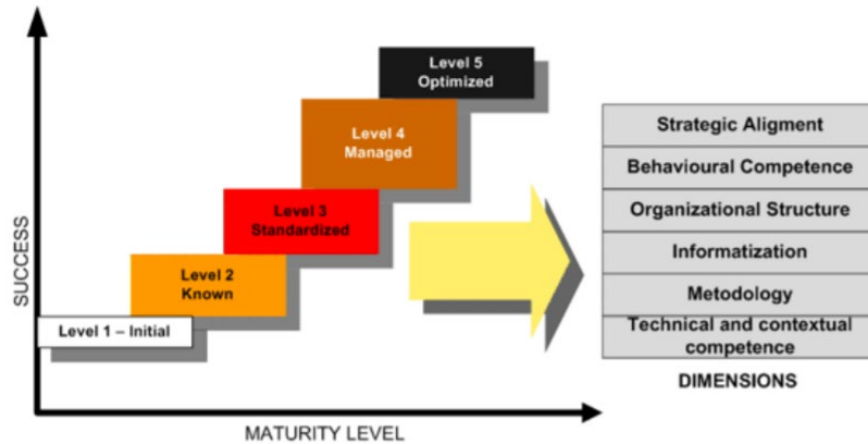 Level 5
Optimized
Level 4
Managed
Level 3
Standardized
Level 2
Known
Level 1 – Initial
SUCCESS
MATURITY LEVEL
Strategic Aligment
Behavioural Competence
Organizational Structure
Informatization
Metodology
Technical and contextual
competence
DIMENSIONS